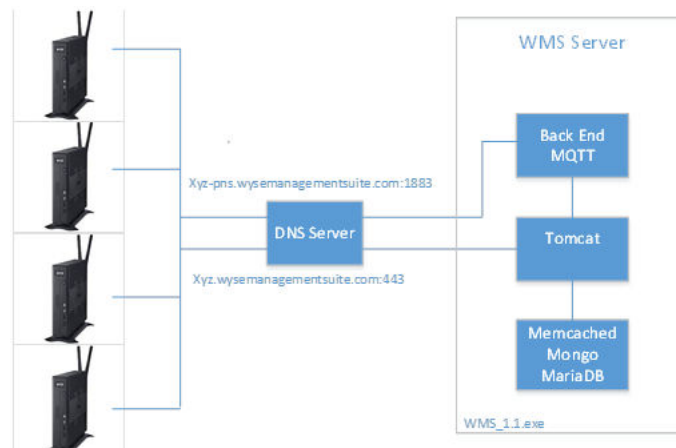 WMS Server
Back End
MQTT
Xyz-pns.wysemanagementsuite.com:1883
DNS Server
Tomcat
Xyz.wysemanagementsuite.com:443
Memcached
Mongo
MariaDB
WMS_1.1.exe